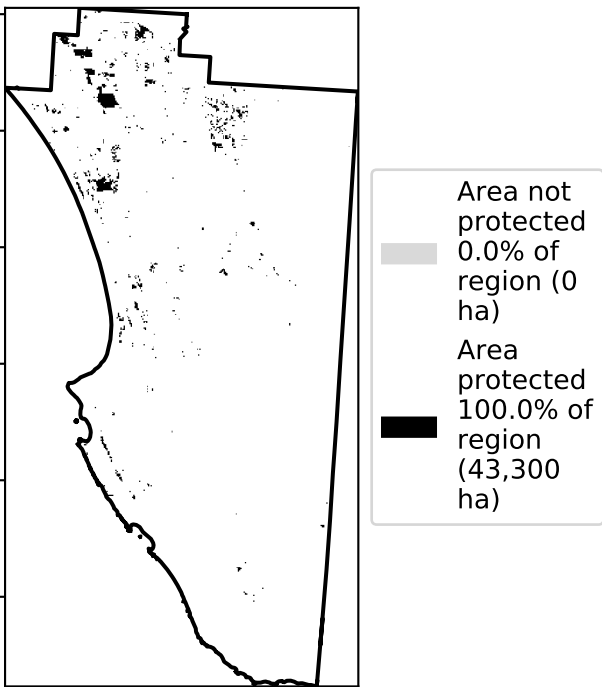 Area not
protected
0.0% of
region (0
ha)
Area
protected
100.0% of
region
(43,300
ha)